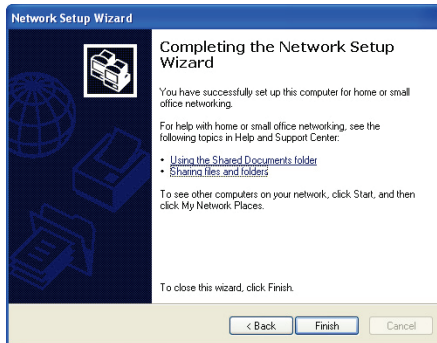 Network Setup Wizard
Completing the Network Setup
Wizard
You have successfully set up this computer for home or small
office networking.
For help with home or small office networking, see the
following topics in Help and Support Center:
• Using the Shared Documents folder
• Sharing files and folders
To see other computers on your network, click Start, and then
click My Network Places.
To close this wizard, click Finish.
< Back Finish Cancel